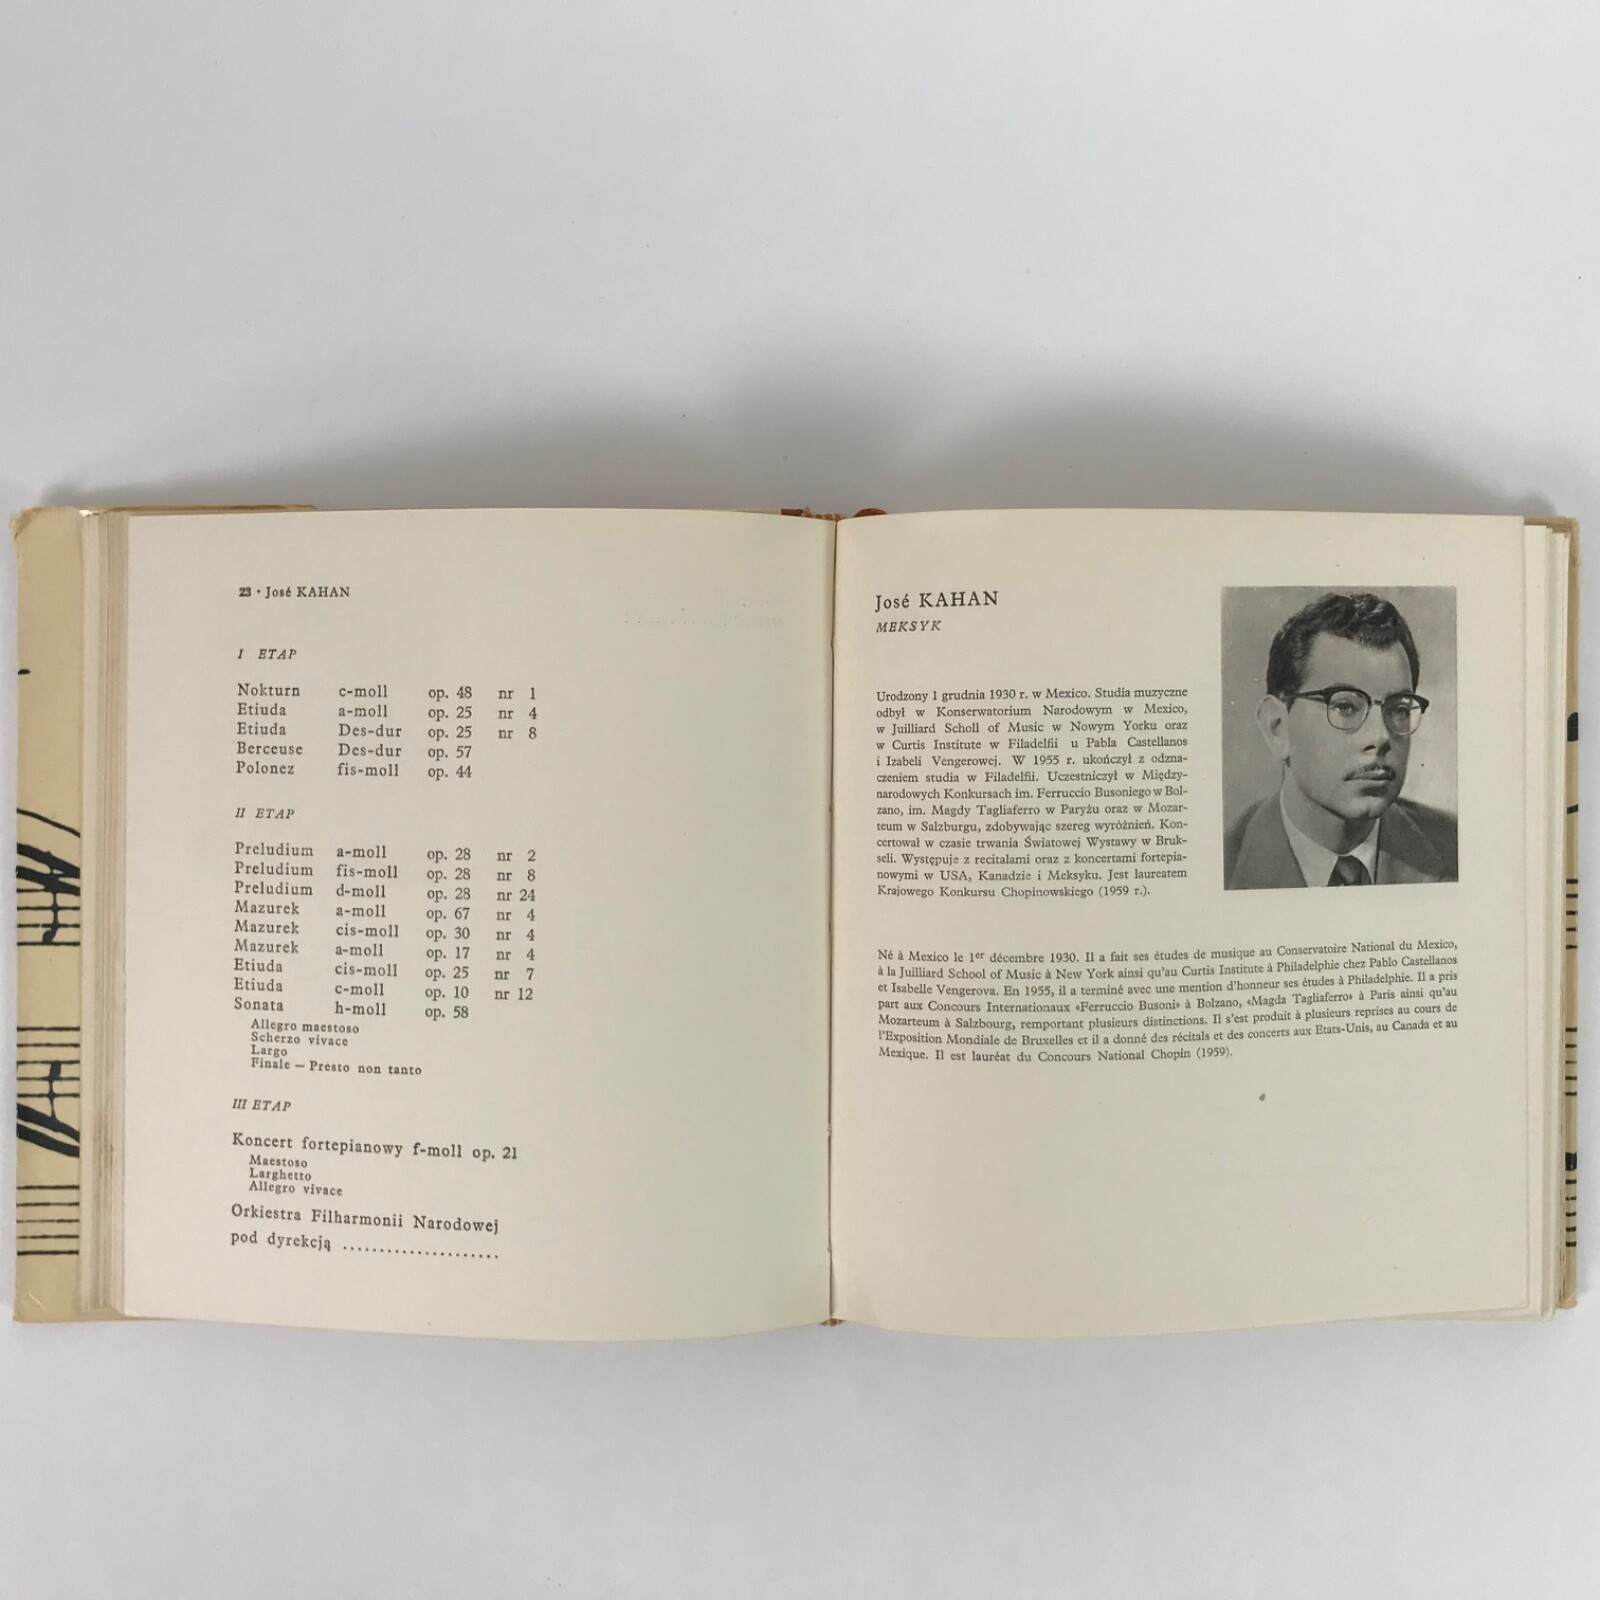 23 · José KAHAN
I ETAP
Nokturn c-moll op. 48 nr 1
Etiuda a-moll op. 25 nr 4
Etiuda Des-dur op. 25 nr 8
Berceuse Des-dur op. 57
Polonez fis-moll op. 44
II ETAP
Preludium a-moll op. 28 nr 2
Preludium fis-moll op. 28 nr 8
Preludium d-moll op. 28 nr 24
Mazurek a-moll op. 67 nr 4
Mazurek cis-moll op. 30 nr 4
Mazurek a-moll op. 17 nr 4
Etiuda cis-moll op. 25 nr 7
Etiuda c-moll op. 10 nr 12
Sonata h-moll op. 58
Allegro maestoso
Scherzo vivace
Largo
Finale — Presto non tanto
III ETAP
Koncert fortepianowy f-moll op. 21
Maestoso
Larghetto
Allegro vivace
Orkiestra Filharmonii Narodowej
pod dyrekcją .....................
José KAHAN
MEKSYK
Urodzony 1 grudnia 1930 r. w Mexico. Studia muzyczne
odbył w Konserwatorium Narodowym w Mexico,
w Juilliard Scholl of Music w Nowym Yorku oraz
w Curtis Institute w Filadelfii u Pabla Castellanos
i Izabeli Vengerowej. W 1955 r. ukończył z odzna-
czeniem studia w Filadelfii. Uczestniczył w Między-
narodowych Konkursach im. Ferruccio Busoniego w Bol-
zano, im. Magdy Tagliaferro w Paryżu oraz w Mozar-
teum w Salzburgu, zdobywając szereg wyróżnień. Kon-
certował w czasie trwania Światowej Wystawy w Bruk-
seli. Występuje z recitalami oraz z koncertami fortepia-
nowymi w USA, Kanadzie i Meksyku. Jest laureatem
Krajowego Konkursu Chopinowskiego (1959 r.).
Né à Mexico le 1er décembre 1930. Il a fait ses études de musique au Conservatoire National du Mexico,
à la Juilliard School of Music à New York ainsi qu'au Curtis Institute à Philadelphie chez Pablo Castellanos
et Isabelle Vengerova. En 1955, il a terminé avec une mention d'honneur ses études à Philadelphie. Il a pris
part aux Concours Internationaux «Ferruccio Busoni» à Bolzano, «Magda Tagliaferro» à Paris ainsi qu'au
Mozarteum à Salzbourg, remportant plusieurs distinctions. Il s'est produit à plusieurs reprises au cours de
l'Exposition Mondiale de Bruxelles et il a donné des récitals et des concerts aux Etats-Unis, au Canada et au
Mexique. Il est lauréat du Concours National Chopin (1959).